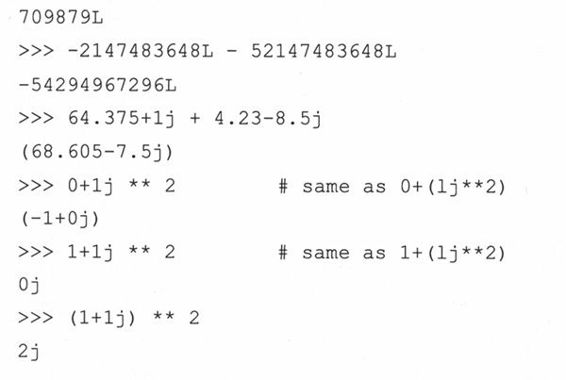 709879L
>>> -2147483648L - 52147483648L
-54294967296L
>>> 64.375+1j + 4.23-8.5j
(68.605-7.5j)
>>> 0+1j ** 2 # same as 0+(1j**2)
(-1+0j)
>>> 1+1j ** 2 # same as 1+(1j**2)
0j
>>> (1+1j) ** 2
2j